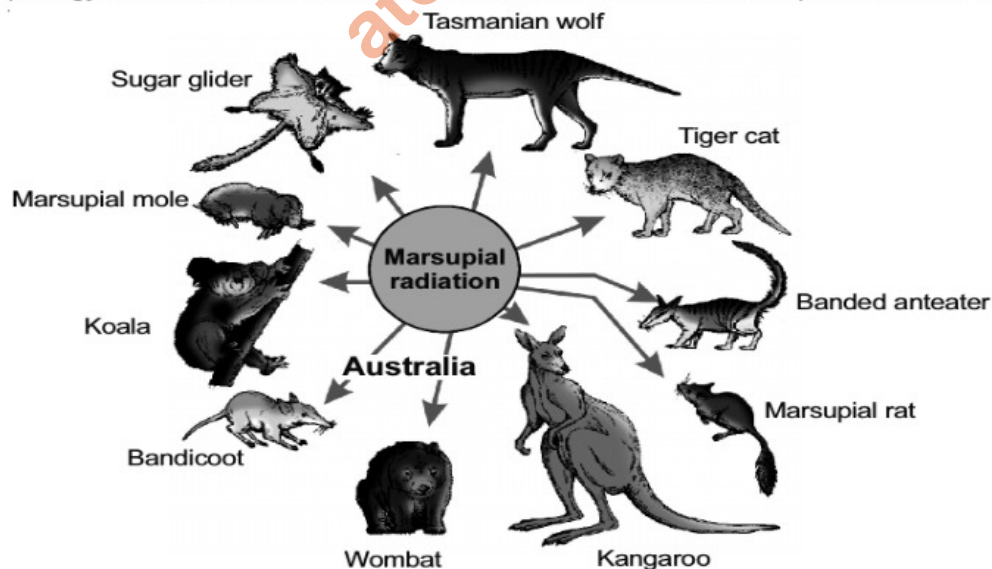 Tasmanian wolf
Sugar glider
Tiger cat
Marsupial mole
Marsupial
radiation
Banded anteater
Koala
Australia
Marsupial rat
Bandicoot
Wombat
Kangaroo